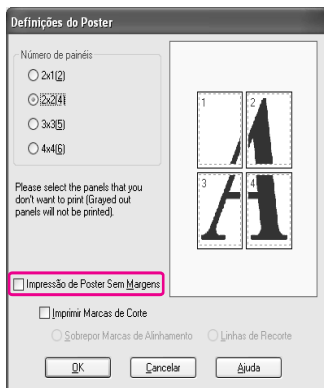 Definições do Poster
Número de painéis
2x1(2)
2x2(4)
3x3(5)
4x4(6)
Please select the panels that you
don't want to print (Grayed out
panels will not be printed).
1
2
3
4
Impressão de Poster Sem Margens
Imprimir Marcas de Corte
Sobrepor Marcas de Alinhamento
Linhas de Recorte
OK
Cancelar
Ajuda